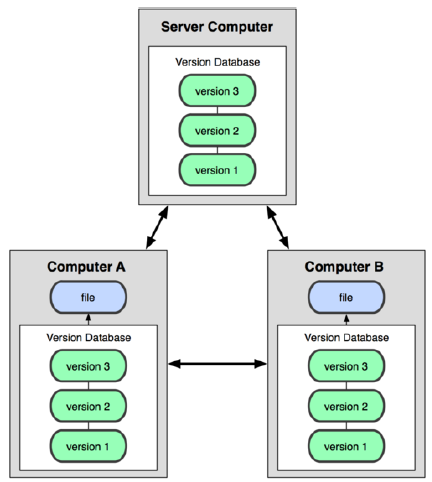 Server Computer
Version Database
version 3
version 2
version 1
Computer A
file
Version Database
version 3
version 2
version 1
Computer B
file
Version Database
version 3
version 2
version 1